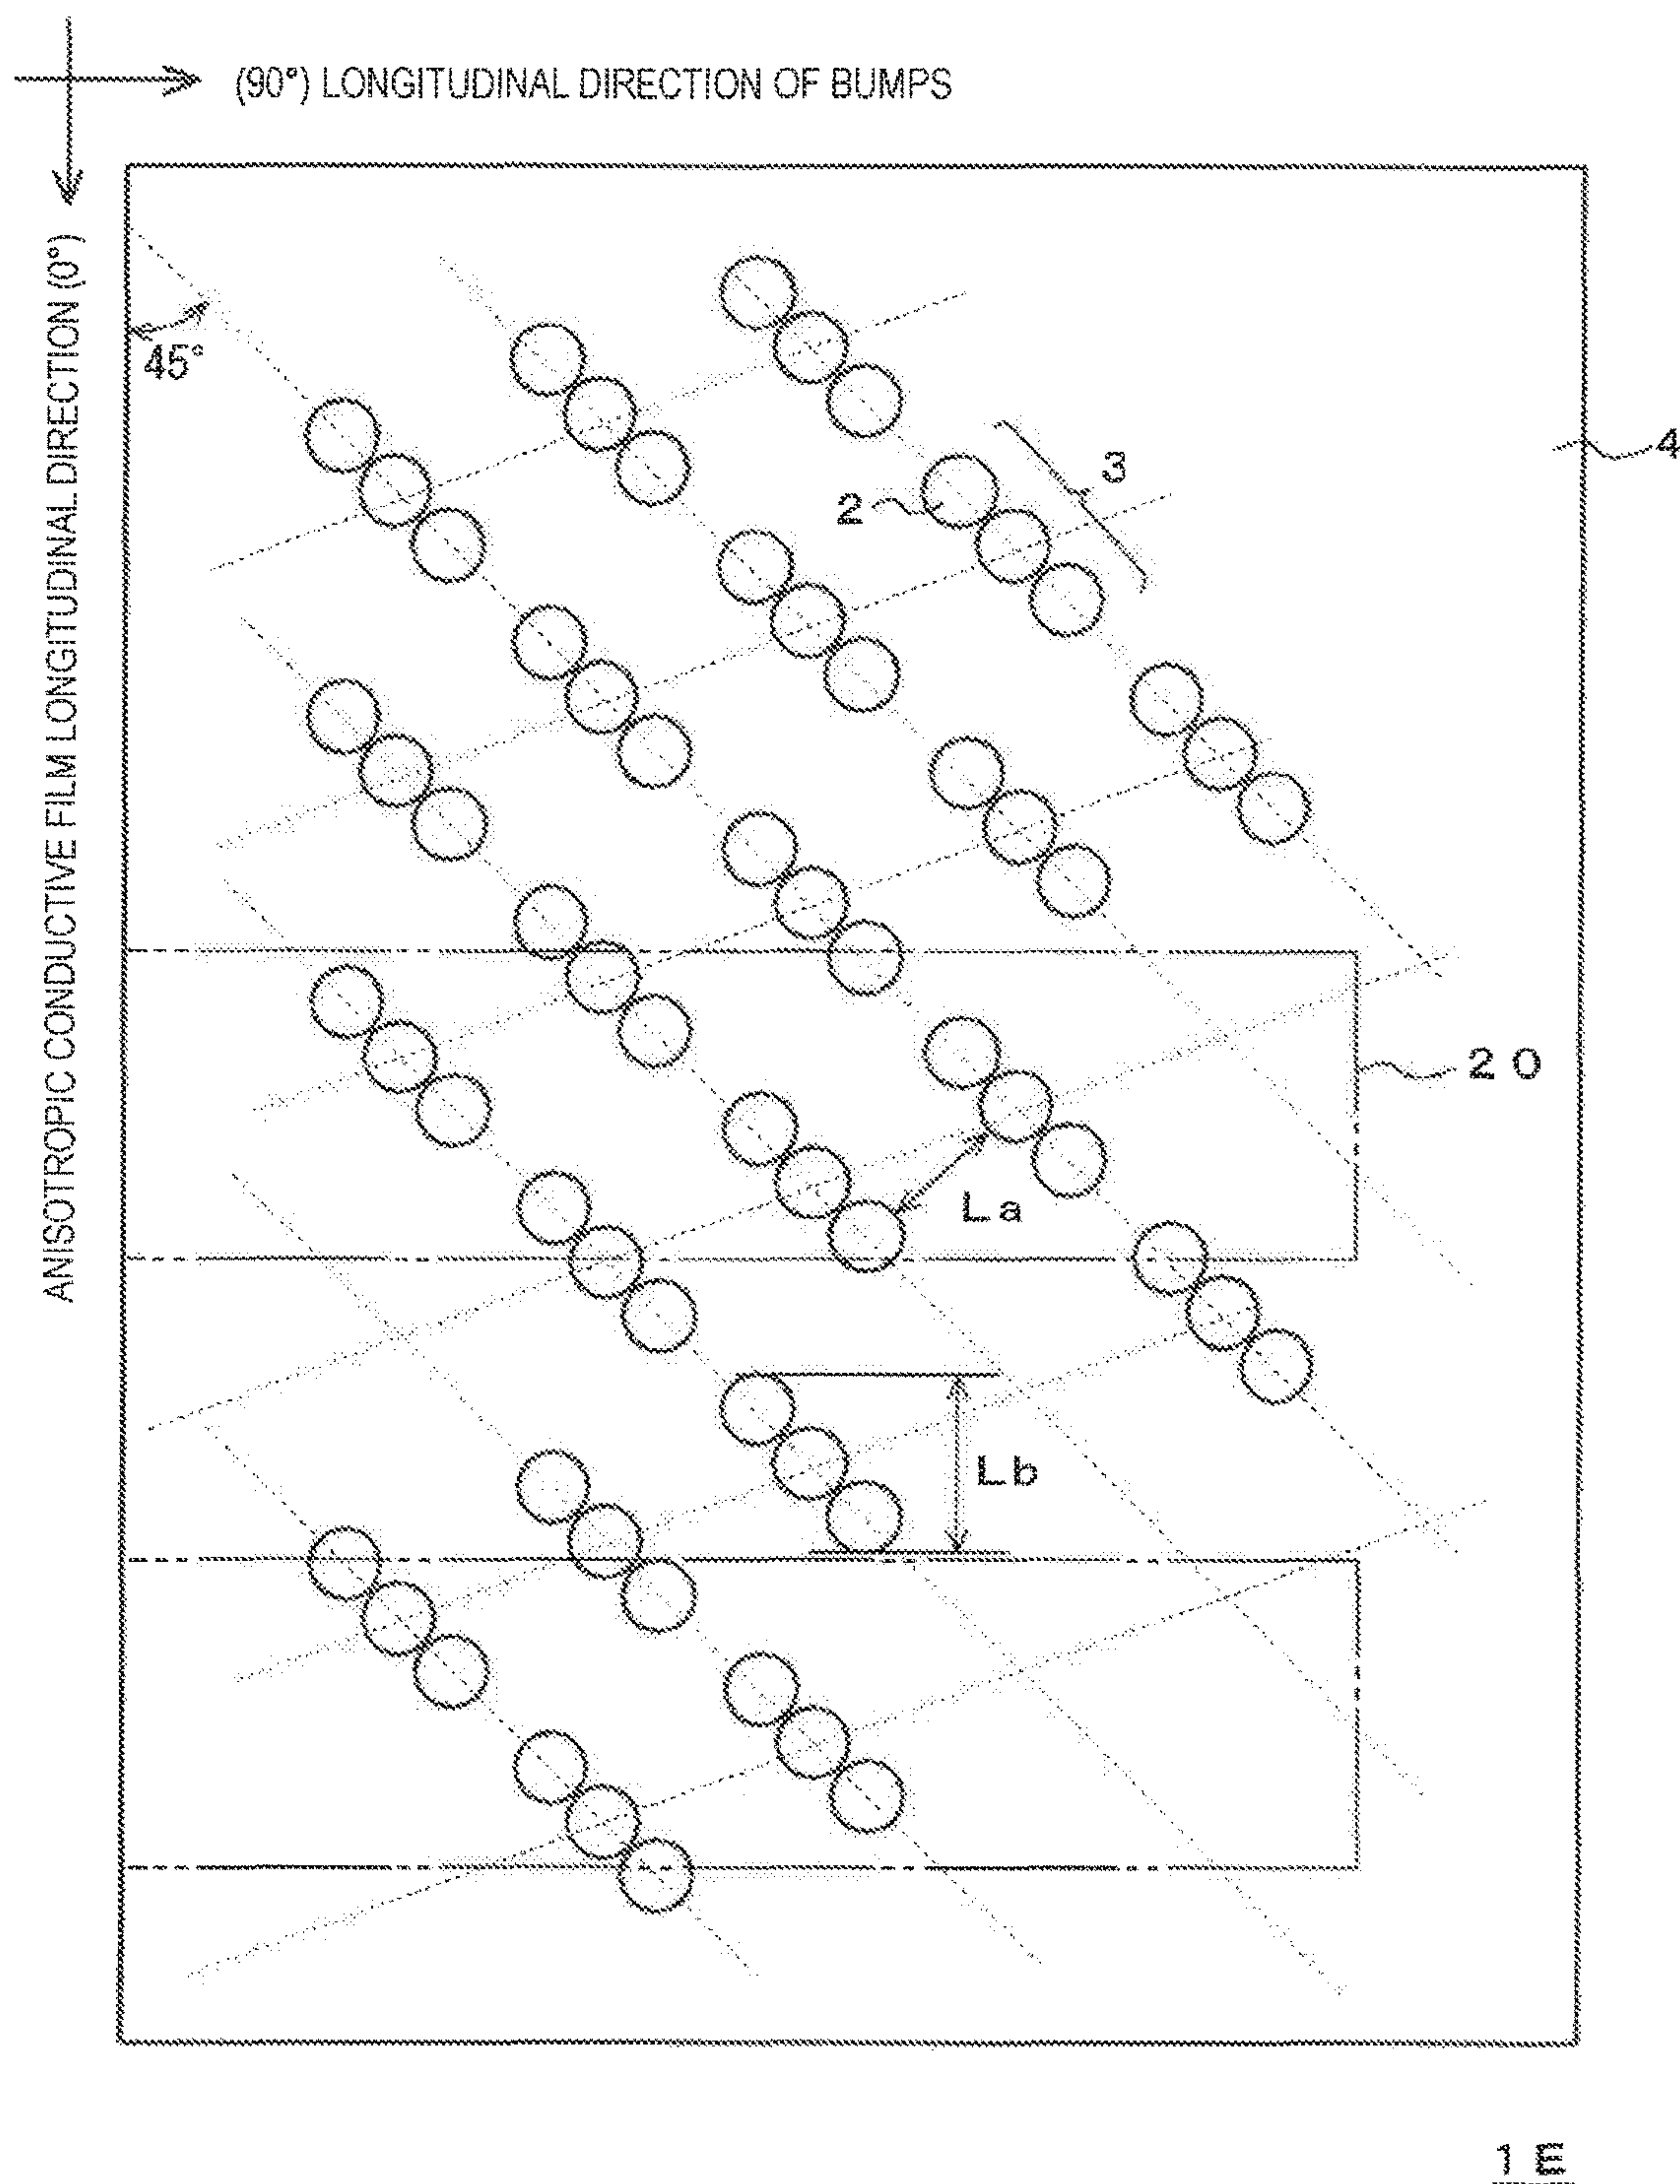 (90°) LONGITUDINAL DIRECTION OF BUMPS
ANISOTROPIC CONDUCTIVE FILM LONGITUDINAL DIRECTION (0°)
45°
3
2
4
20
La
Lb
1E